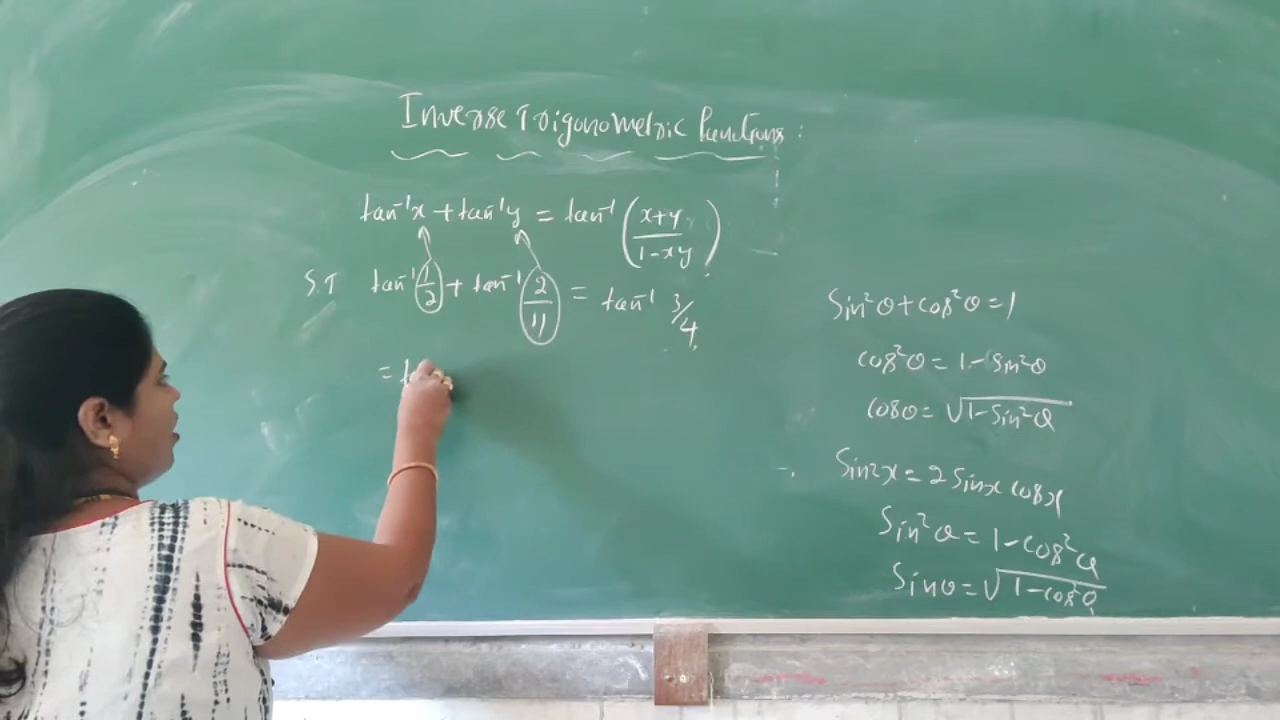 Inverse Trigonometric Functions:
tan⁻¹x + tan⁻¹y = tan⁻¹ (x+y / 1-xy)
S.T tan⁻¹ 1/2 + tan⁻¹ 2/11 = tan⁻¹ 3/4
= t
Sin²θ + cos²θ = 1
cos²θ = 1 - Sin²θ
cosθ = √1-Sin²θ
Sin2x = 2 Sinx cosx
Sin²θ = 1 - cos²θ
Sinθ = √1-cos²θ